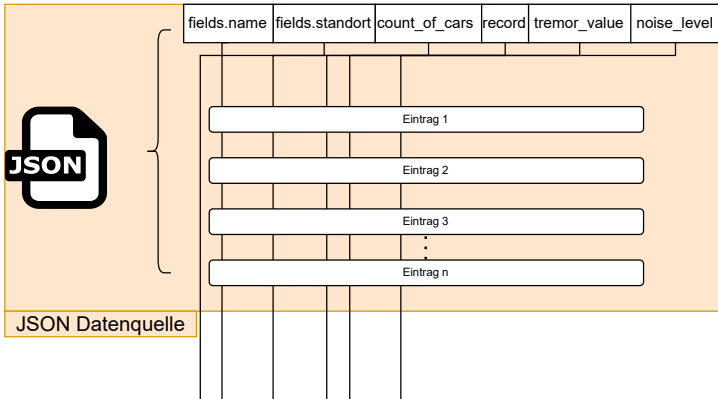 fields.name fields.standort count_of_cars record tremor_value noise_level
Eintrag 1
JSON
Eintrag 2
Eintrag 3
Eintrag n
JSON Datenquelle